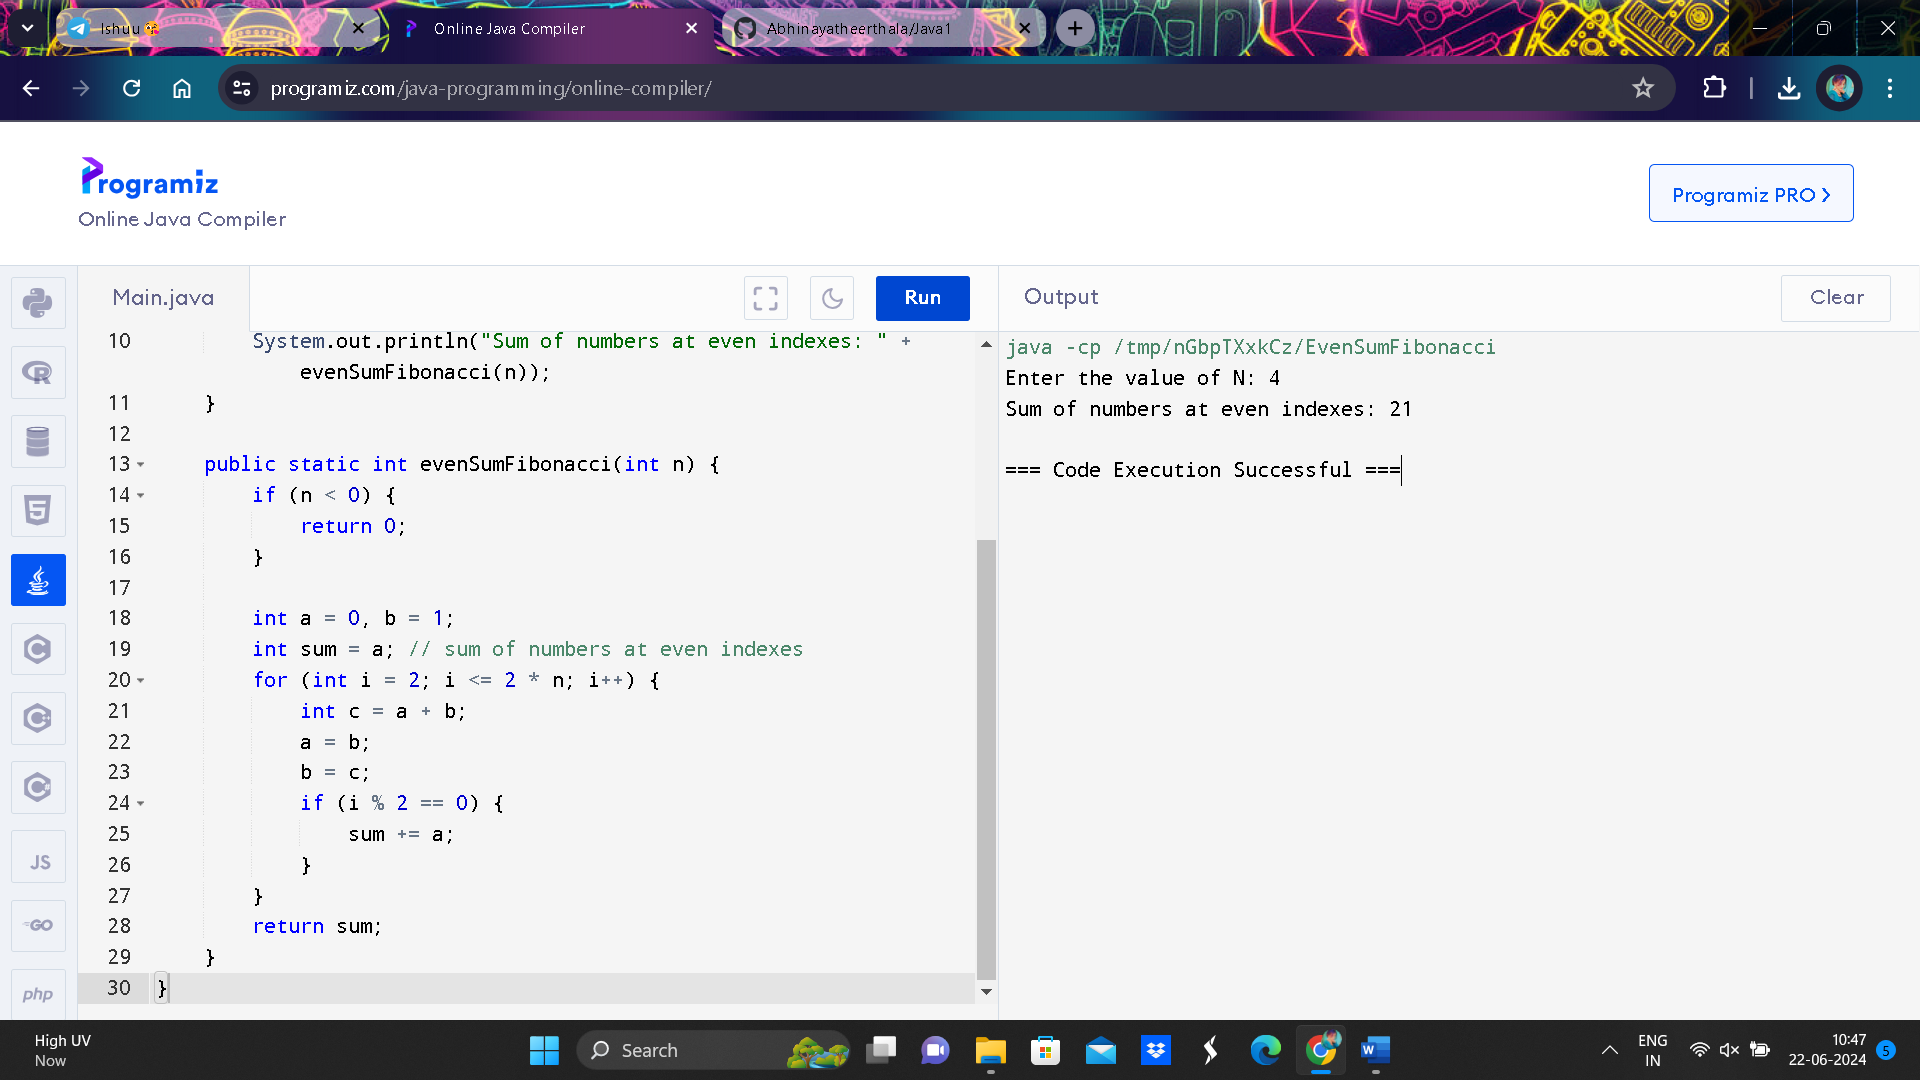 Ishuu 😘
Online Java Compiler
Abhinayatheerthala/Java1
programiz.com/java-programming/online-compiler/
Programiz
Online Java Compiler
Programiz PRO
Main.java
Run
Output
Clear
10 System.out.println("Sum of numbers at even indexes: " +
evenSumFibonacci(n));
11 }
12
13 public static int evenSumFibonacci(int n) {
14 if (n < 0) {
15 return 0;
16 }
17
18 int a = 0, b = 1;
19 int sum = a; // sum of numbers at even indexes
20 for (int i = 2; i <= 2 * n; i++) {
21 int c = a + b;
22 a = b;
23 b = c;
24 if (i % 2 == 0) {
25 sum += a;
26 }
27 }
28 return sum;
29 }
30 }
java -cp /tmp/nGbpTXxkCz/EvenSumFibonacci
Enter the value of N: 4
Sum of numbers at even indexes: 21
=== Code Execution Successful ===
R
5
C
C
C
JS
GO
php
High UV
Now
Search
W
ENG
IN
10:47
22-06-2024
5